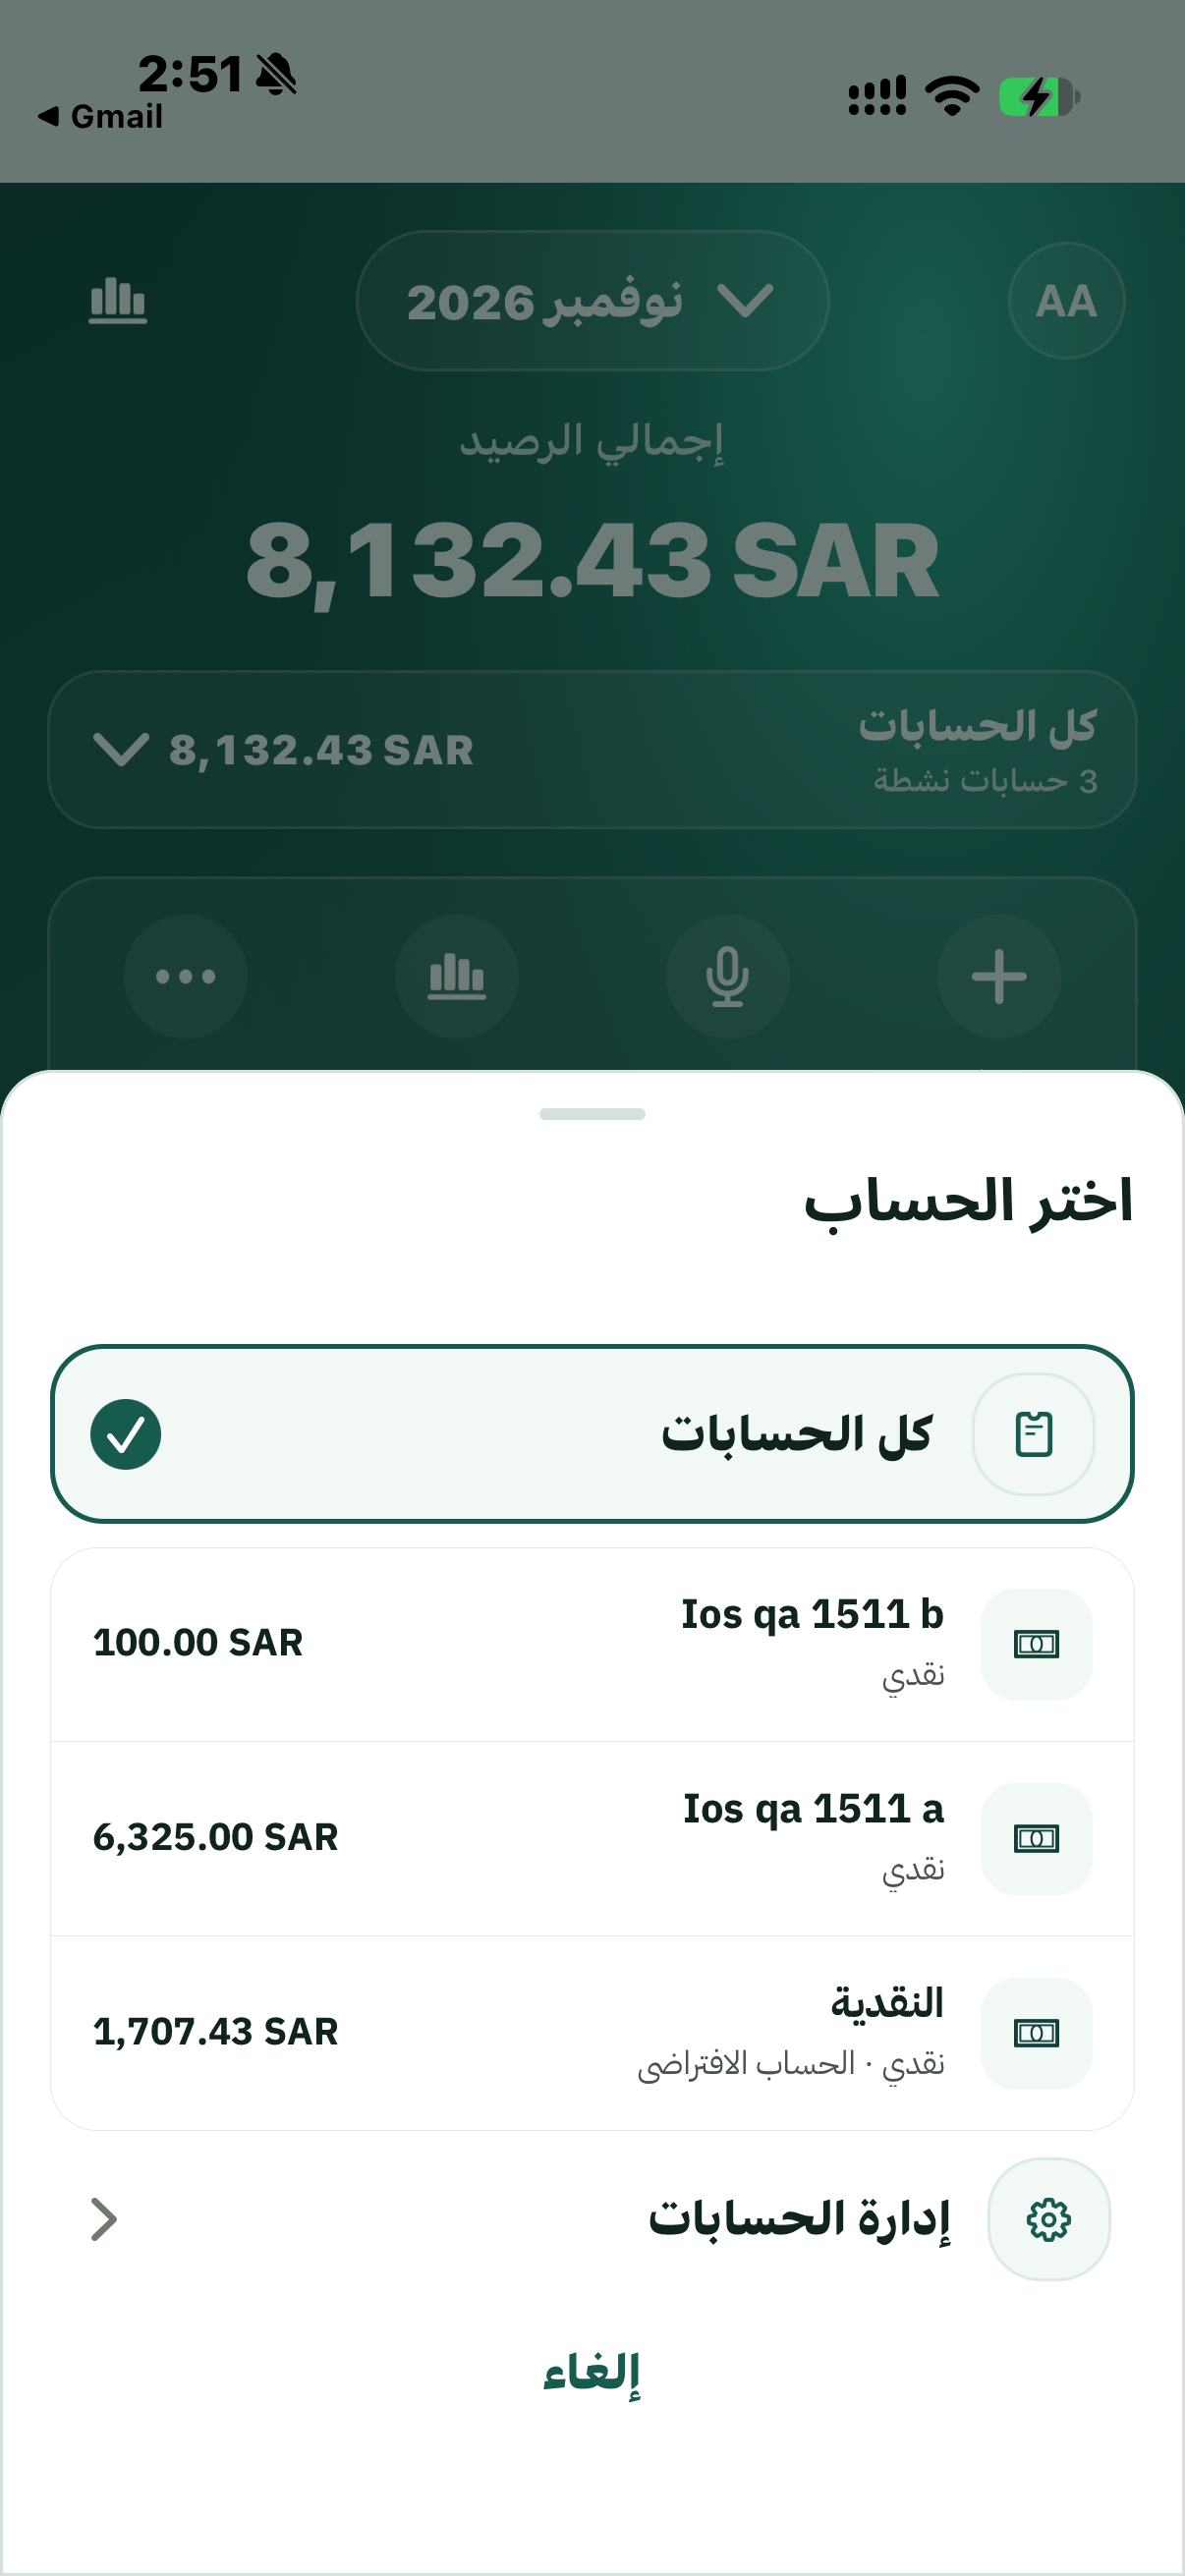 2:51
Gmail
AA
نوفمبر 2026
إجمالي الرصيد
8,132.43 SAR
كل الحسابات
8,132.43 SAR
3 حسابات نشطة
اختر الحساب
كل الحسابات
Ios qa 1511 b
نقدي
100.00 SAR
Ios qa 1511 a
نقدي
6,325.00 SAR
النقدية
نقدي · الحساب الافتراضي
1,707.43 SAR
إدارة الحسابات
إلغاء